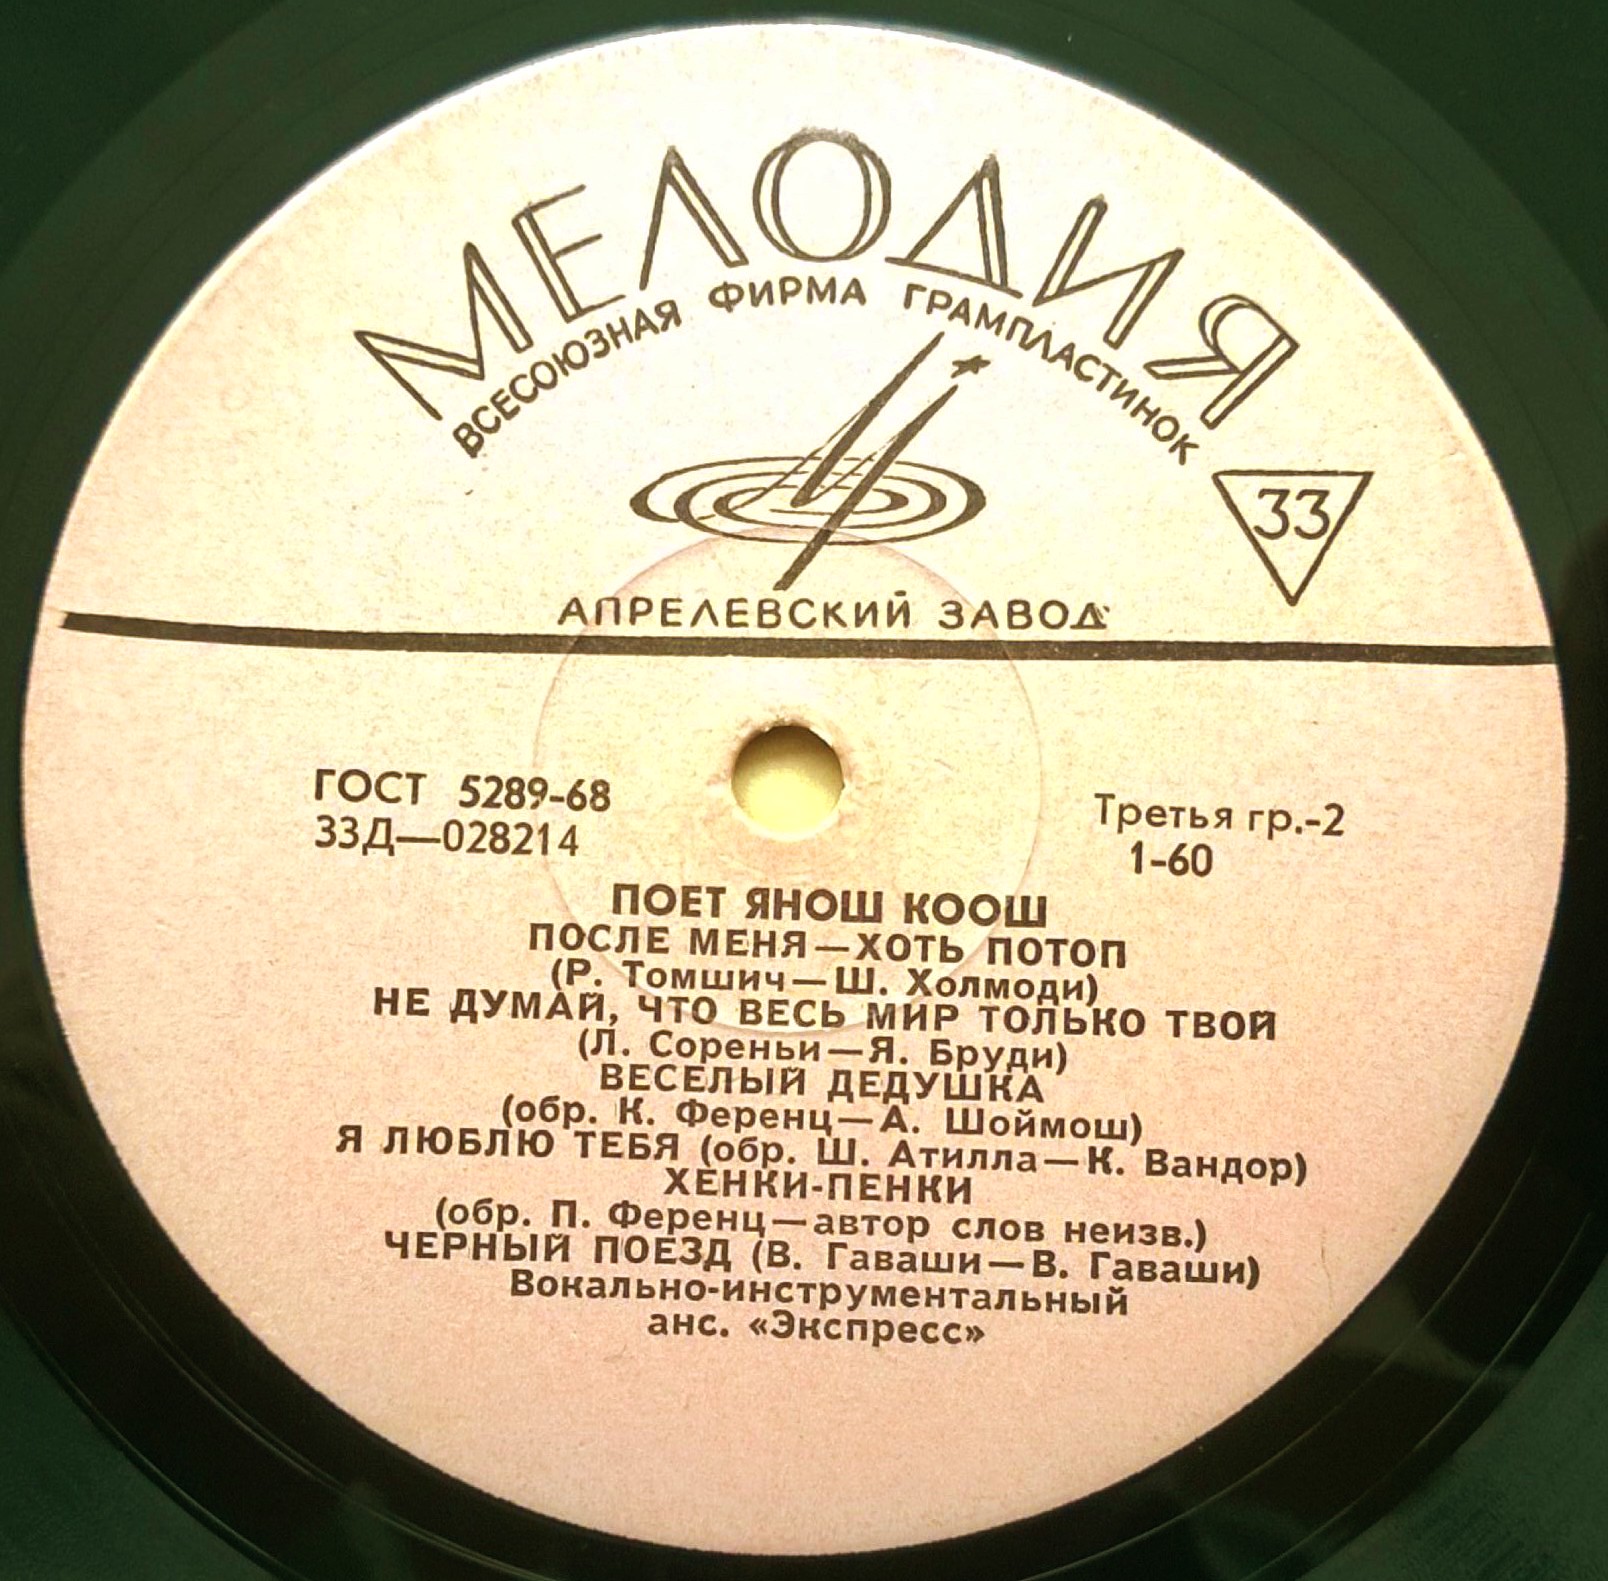 МЕЛОДИЯ
ВСЕСОЮЗНАЯ ФИРМА ГРАМПЛАСТИНОК
33
АПРЕЛЕВСКИЙ ЗАВОД
ГОСТ 5289-68
33Д—028214
Третья гр.-2
1-60
ПОЕТ ЯНОШ КООШ
ПОСЛЕ МЕНЯ—ХОТЬ ПОТОП
(Р. Томшич—Ш. Холмоди)
НЕ ДУМАЙ, ЧТО ВЕСЬ МИР ТОЛЬКО ТВОЙ
(Л. Сореньи—Я. Бруди)
ВЕСЕЛЫЙ ДЕДУШКА
(обр. К. Ференц—А. Шоймош)
Я ЛЮБЛЮ ТЕБЯ (обр. Ш. Атилла—К. Вандор)
ХЕНКИ-ПЕНКИ
(обр. П. Ференц—автор слов неизв.)
ЧЕРНЫЙ ПОЕЗД (В. Гаваши—В. Гаваши)
Вокально-инструментальный
анс. «Экспресс»